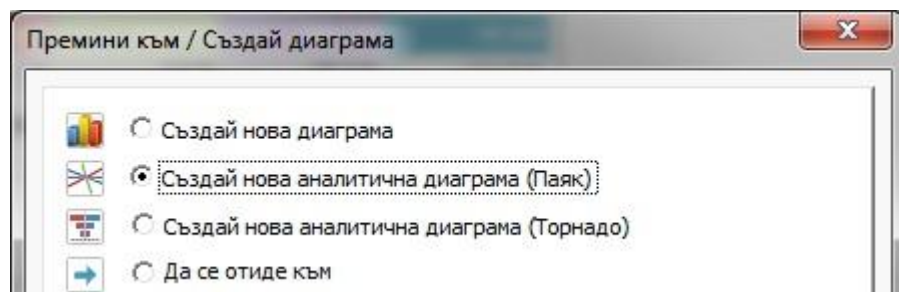 Премини към / Създай диаграма
Създай нова диаграма
Създай нова аналитична диаграма (Паяк)
Създай нова аналитична диаграма (Торнадо)
Да се отиде към